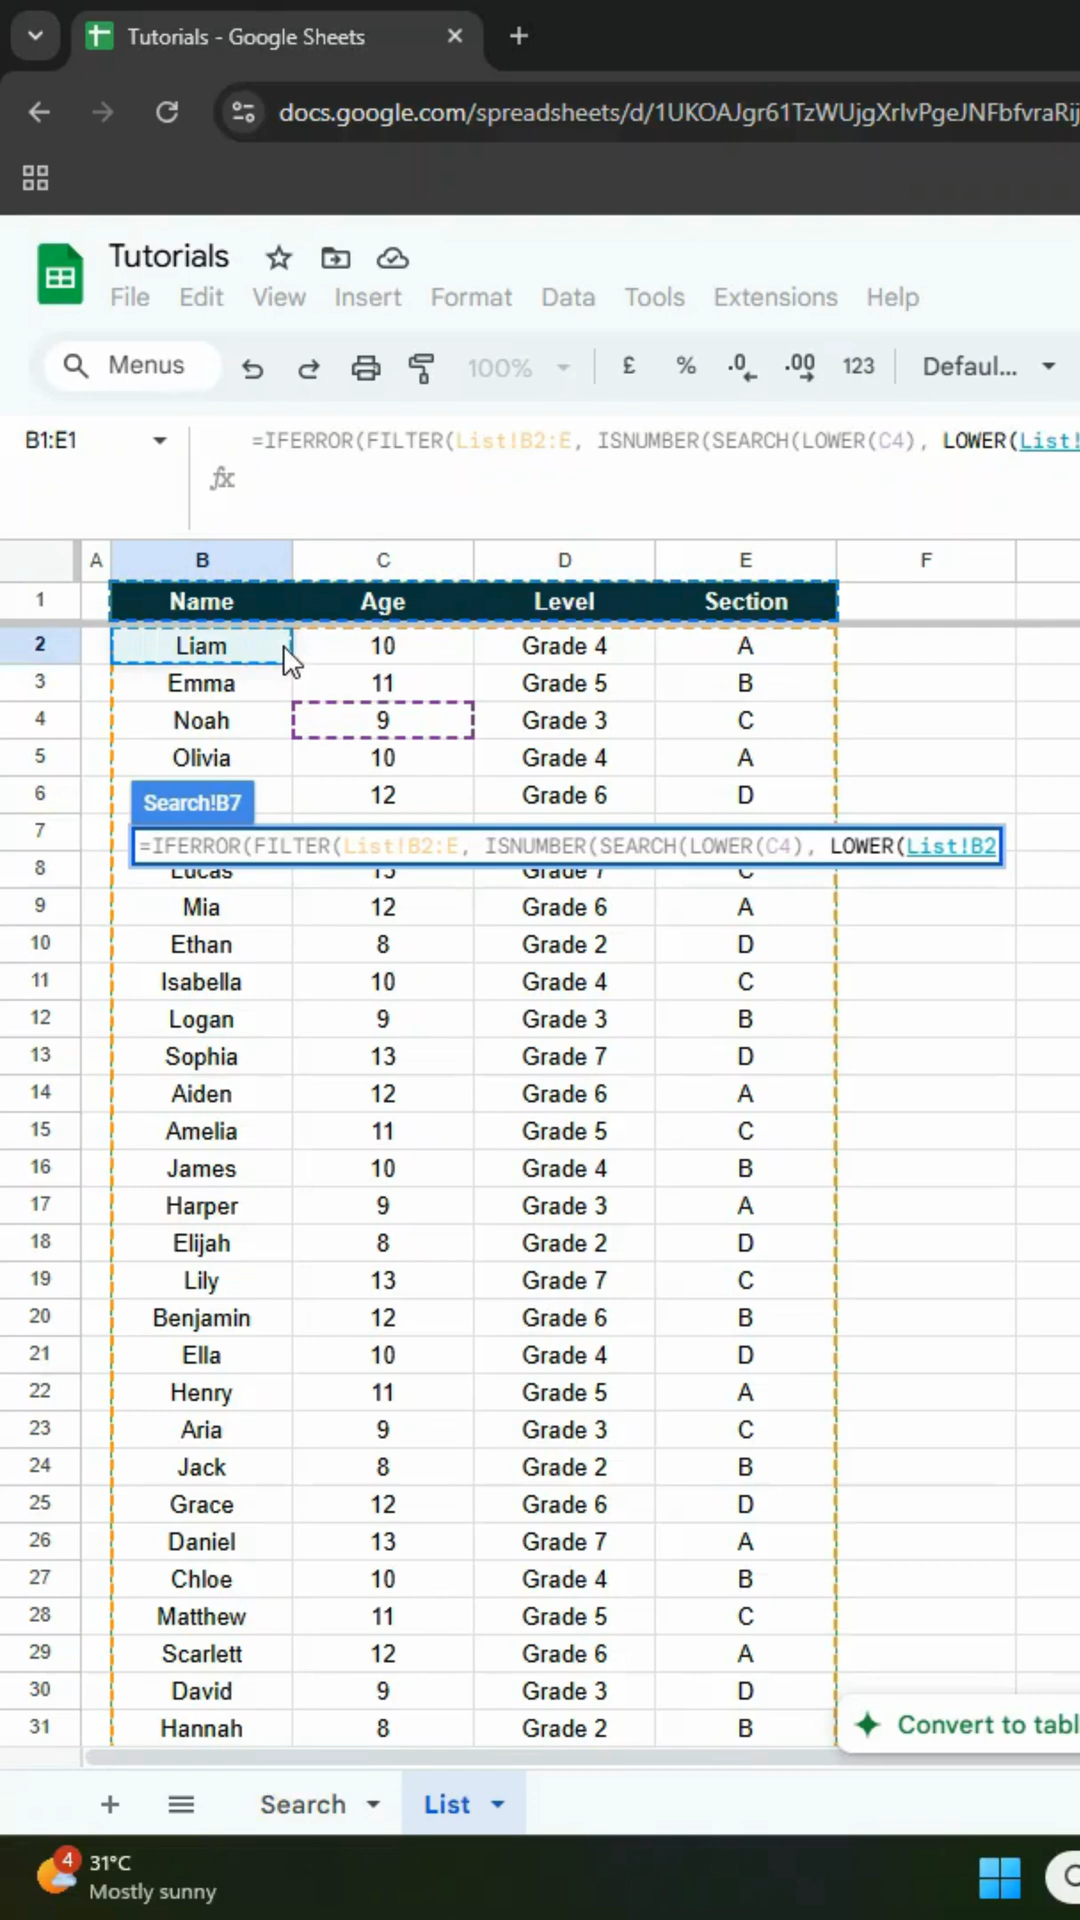 Tutorials - Google Sheets
docs.google.com/spreadsheets/d/1UKOAJgr61TzWUjgXrIvPgeJNFbfvraRij
Tutorials
File Edit View Insert Format Data Tools Extensions Help
Menus 100% £ % .0 .00 123 Defaul...
B1:E1 =IFERROR(FILTER(List!B2:E, ISNUMBER(SEARCH(LOWER(C4), LOWER(List!
fx
A B C D E F
1 Name Age Level Section
2 Liam 10 Grade 4 A
3 Emma 11 Grade 5 B
4 Noah 9 Grade 3 C
5 Olivia 10 Grade 4 A
6 12 Grade 6 D
Search!B7
7 =IFERROR(FILTER(List!B2:E, ISNUMBER(SEARCH(LOWER(C4), LOWER(List!B2
8 Lucas 13 Grade 7 C
9 Mia 12 Grade 6 A
10 Ethan 8 Grade 2 D
11 Isabella 10 Grade 4 C
12 Logan 9 Grade 3 B
13 Sophia 13 Grade 7 D
14 Aiden 12 Grade 6 A
15 Amelia 11 Grade 5 C
16 James 10 Grade 4 B
17 Harper 9 Grade 3 A
18 Elijah 8 Grade 2 D
19 Lily 13 Grade 7 C
20 Benjamin 12 Grade 6 B
21 Ella 10 Grade 4 D
22 Henry 11 Grade 5 A
23 Aria 9 Grade 3 C
24 Jack 8 Grade 2 B
25 Grace 12 Grade 6 D
26 Daniel 13 Grade 7 A
27 Chloe 10 Grade 4 B
28 Matthew 11 Grade 5 C
29 Scarlett 12 Grade 6 A
30 David 9 Grade 3 D
31 Hannah 8 Grade 2 B
Convert to tabl
Search List
4 31°C
Mostly sunny